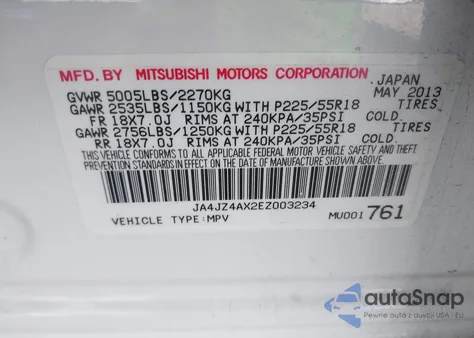 MFD. BY MITSUBISHI MOTORS CORPORATION JAPAN
GVWR 5005LBS/2270KG MAY 2013
GAWR 2535LBS/1150KG WITH P225/55R18 TIRES
FR 18X7.0J RIMS AT 240KPA/35PSI COLD.
GAWR 2756LBS/1250KG WITH P225/55R18 TIRES
RR 18X7.0J RIMS AT 240KPA/35PSI COLD.
THIS VEHICLE CONFORMS TO ALL APPLICABLE FEDERAL
MOTOR VEHICLE SAFETY AND THEFT
PREVENTION STANDARDS IN EFFECT ON THE DATE OF
MANUFACTURE SHOWN ABOVE.
JA4JZ4AX2EZ003234
VEHICLE TYPE:MPV MU001761
autoSnap
Pewne auta z aukcji USA - EU